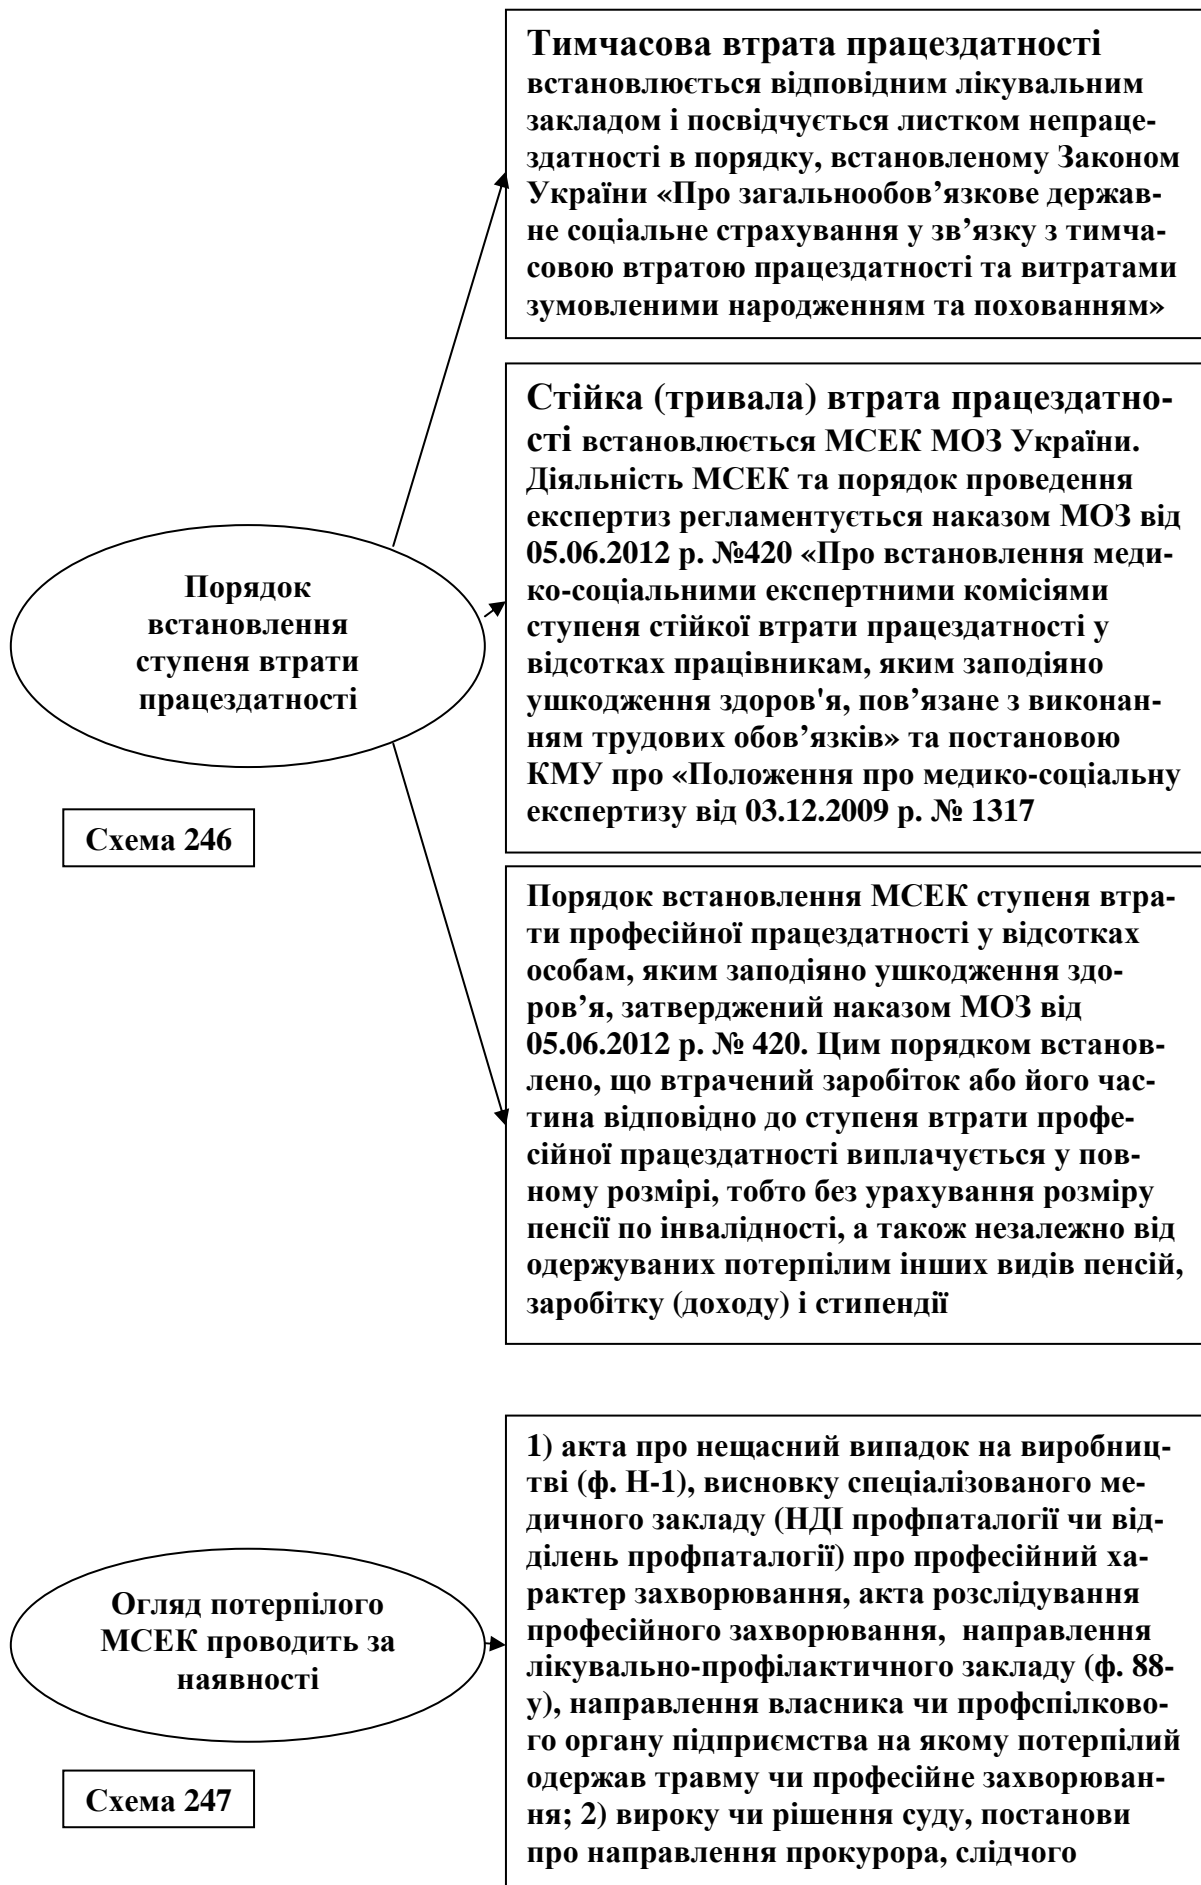 Тимчасова втрата працездатності
встановлюється відповідним лікувальним
закладом і посвідчується листком непраце-
здатності в порядку, встановленому Законом
України «Про загальнообов’язкове держав-
не соціальне страхування у зв’язку з тимча-
совою втратою працездатності та витратами
зумовленими народженням та похованням»
Порядок
встановлення
ступеня втрати
працездатності
Схема 246
Стійка (тривала) втрата працездатно-
сті встановлюється МСЕК МОЗ України.
Діяльність МСЕК та порядок проведення
експертиз регламентується наказом МОЗ від
05.06.2012 р. №420 «Про встановлення меди-
ко-соціальними експертними комісіями
ступеня стійкої втрати працездатності у
відсотках працівникам, яким заподіяно
ушкодження здоров'я, пов’язане з виконан-
ням трудових обов’язків» та постановою
КМУ про «Положення про медико-соціальну
експертизу від 03.12.2009 р. № 1317
Порядок встановлення МСЕК ступеня втра-
ти професійної працездатності у відсотках
особам, яким заподіяно ушкодження здо-
ров’я, затверджений наказом МОЗ від
05.06.2012 р. № 420. Цим порядком встанов-
лено, що втрачений заробіток або його час-
тина відповідно до ступеня втрати профе-
сійної працездатності виплачується у пов-
ному розмірі, тобто без урахування розміру
пенсії по інвалідності, а також незалежно від
одержуваних потерпілим інших видів пенсій,
заробітку (доходу) і стипендії
Огляд потерпілого
МСЕК проводить за
наявності
Схема 247
1) акта про нещасний випадок на виробниц-
тві (ф. Н-1), висновку спеціалізованого ме-
дичного закладу (НДІ профпаталогії чи від-
ділень профпаталогії) про професійний ха-
рактер захворювання, акта розслідування
професійного захворювання, направлення
лікувально-профілактичного закладу (ф. 88-
у), направлення власника чи профспілково-
го органу підприємства на якому потерпілий
одержав травму чи професійне захворюван-
ня; 2) вироку чи рішення суду, постанови
про направлення прокурора, слідчого